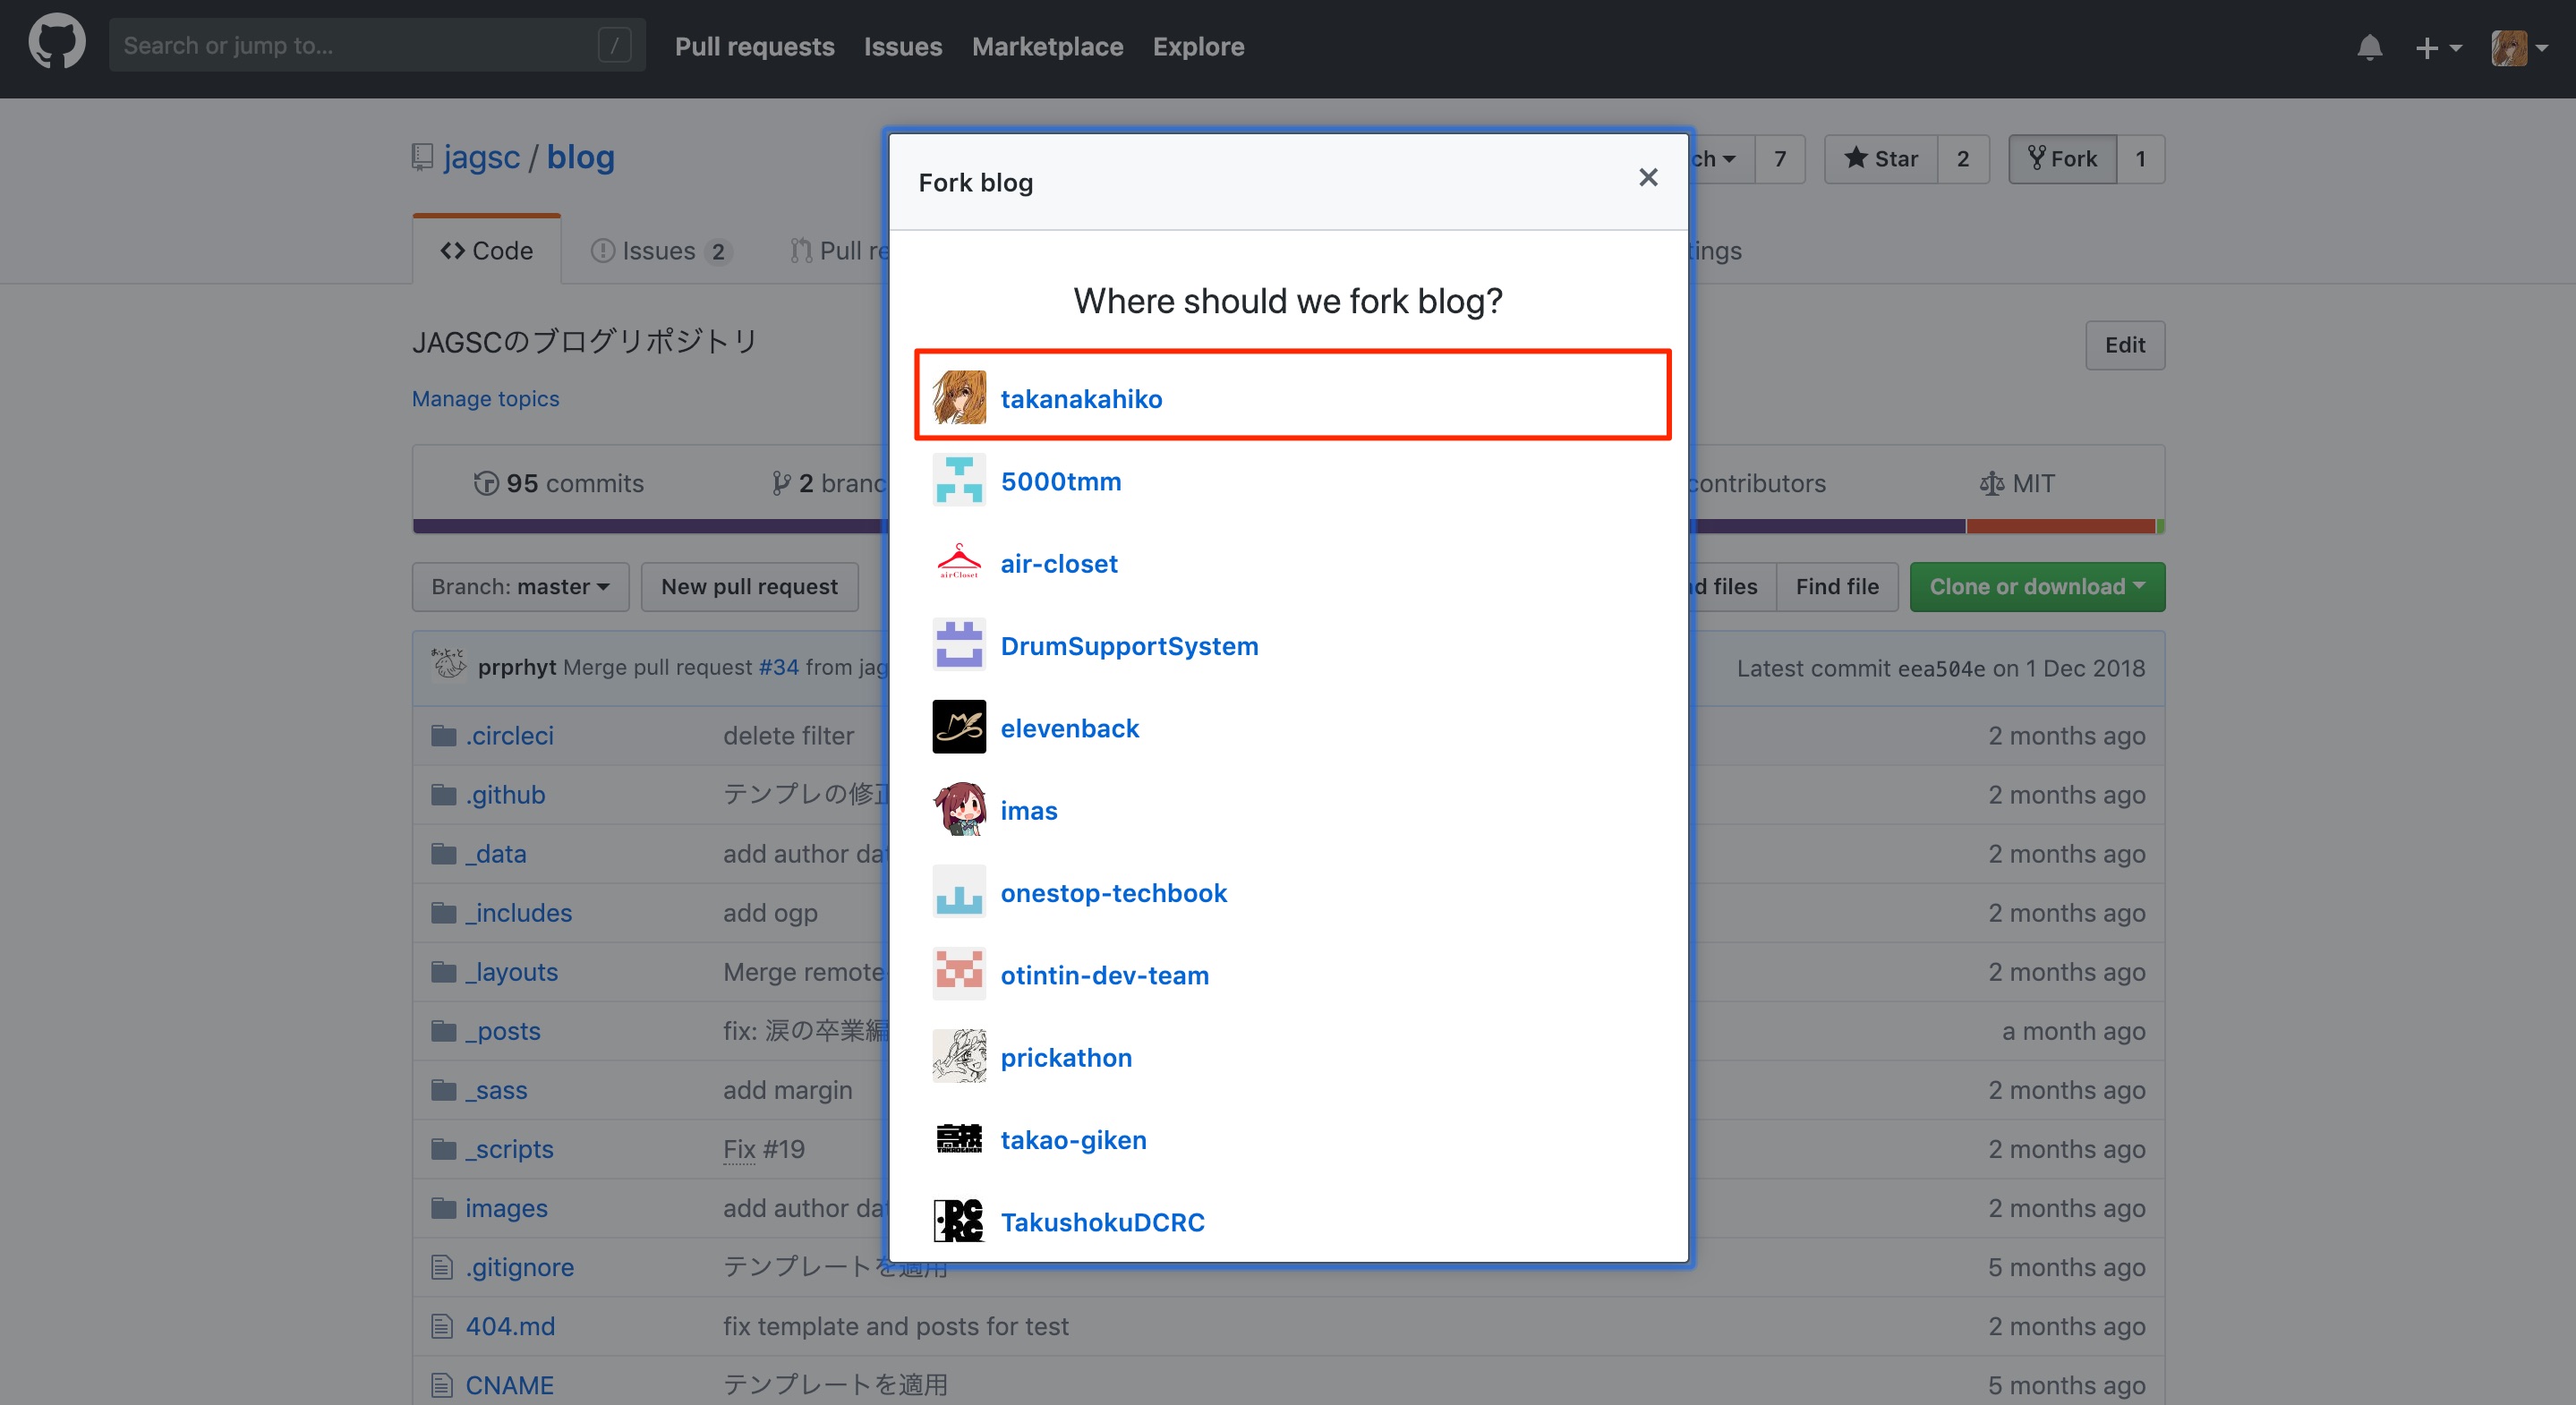 Search or jump to...
/
Pull requests
Issues
Marketplace
Explore
jagsc / blog
ch
7
Star
2
Fork
1
Code
Issues 2
Pull re
tings
JAGSCのブログリポジトリ
Edit
Manage topics
95 commits
2 branc
contributors
MIT
Branch: master
New pull request
d files
Find file
Clone or download
prprhyt Merge pull request #34 from jag
Latest commit eea504e on 1 Dec 2018
.circleci
delete filter
2 months ago
.github
テンプレの修正
2 months ago
_data
add author dat
2 months ago
_includes
add ogp
2 months ago
_layouts
Merge remote-
2 months ago
_posts
fix: 涙の卒業編
a month ago
_sass
add margin
2 months ago
_scripts
Fix #19
2 months ago
images
add author dat
2 months ago
.gitignore
テンプレートを適用
5 months ago
404.md
fix template and posts for test
2 months ago
CNAME
テンプレートを適用
5 months ago
Fork blog
Where should we fork blog?
takanakahiko
5000tmm
airCloset
air-closet
DrumSupportSystem
elevenback
imas
onestop-techbook
otintin-dev-team
prickathon
takao-giken
TakushokuDCRC